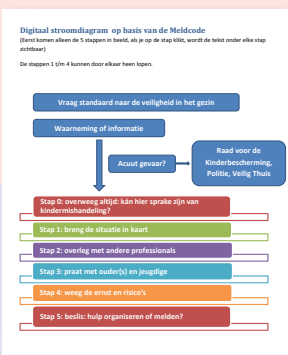 Digitaal stroomdiagram op basis van de Meldcode
(Eerst komen alleen de 5 stappen in beeld, als je op de stap klikt, wordt de tekst onder elke stap
zichtbaar)
De stappen 1 t/m 4 kunnen door elkaar heen lopen.
Vraag standaard naar de veiligheid in het gezin
Waarneming of informatie
Acuut gevaar?
Raad voor de
Kinderbescherming,
Politie, Veilig Thuis
Stap 0: overweeg altijd: kán hier sprake zijn van
kindermishandeling?
Stap 1: breng de situatie in kaart
Stap 2: overleg met andere professionals
Stap 3: praat met ouder(s) en jeugdige
Stap 4: weeg de ernst en risico's
Stap 5: beslis: hulp organiseren of melden?